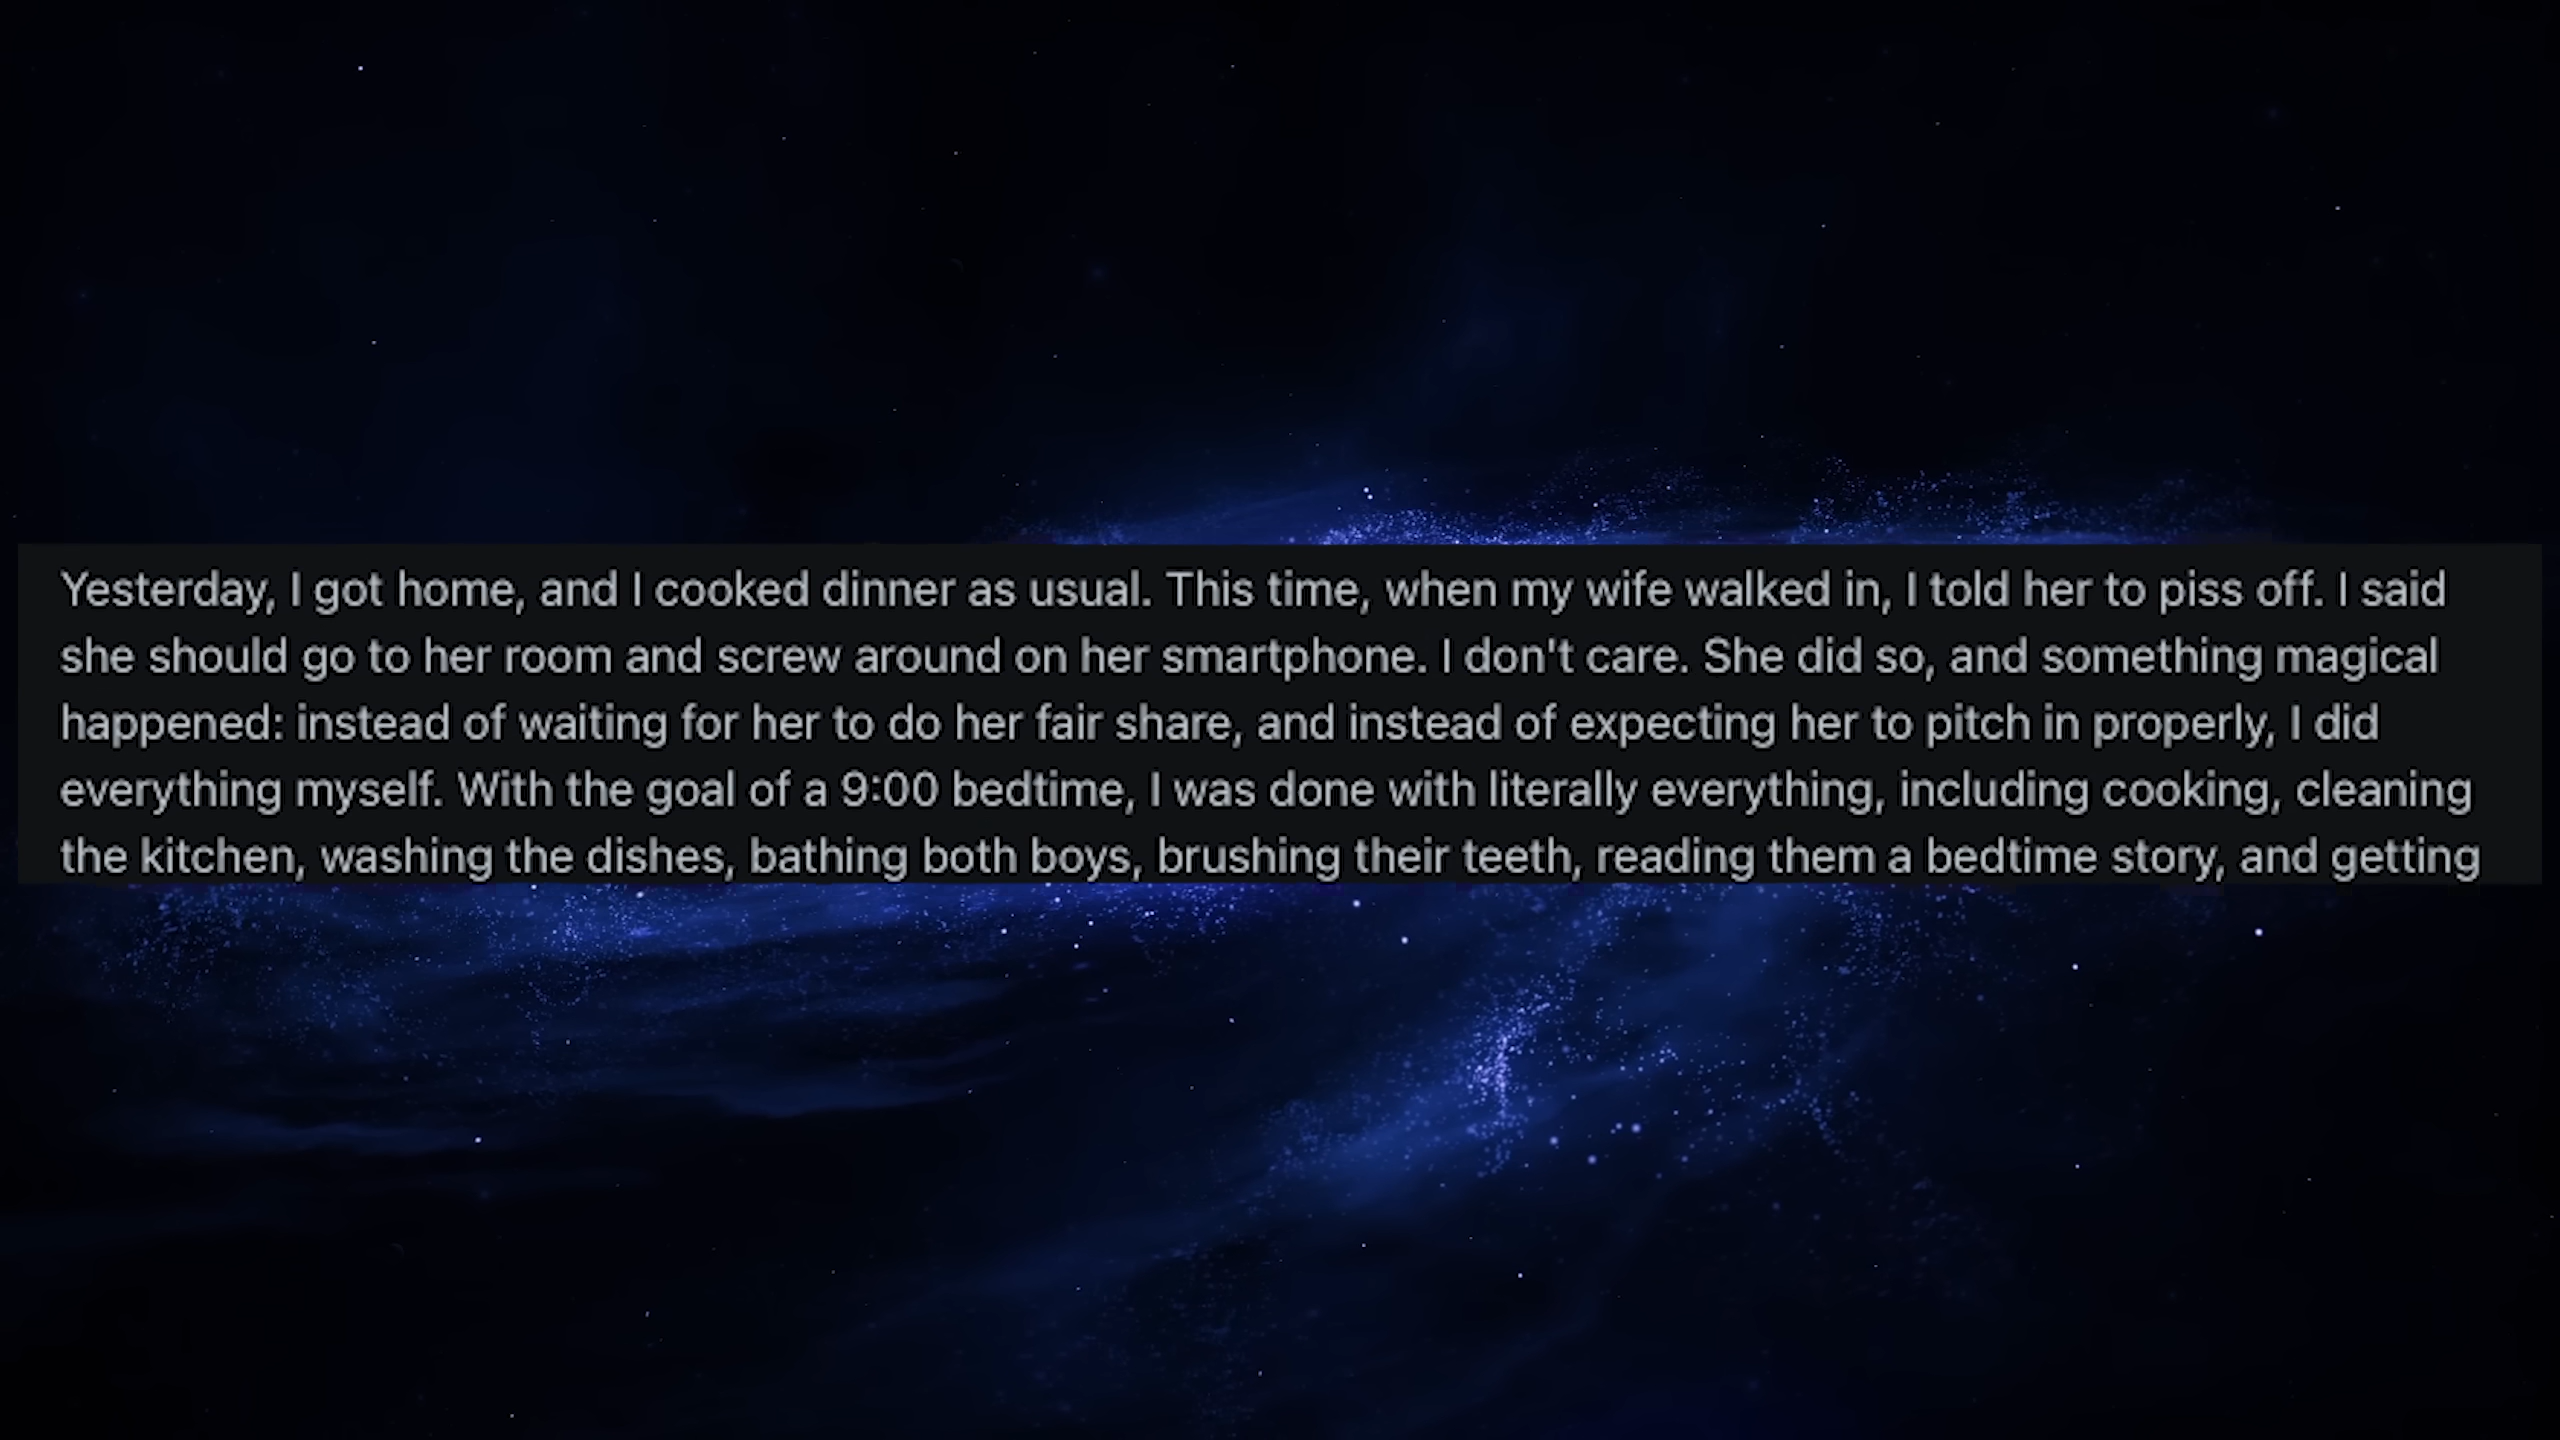 Yesterday, I got home, and I cooked dinner as usual. This time, when my wife walked in, I told her to piss off. I said
she should go to her room and screw around on her smartphone. I don't care. She did so, and something magical
happened: instead of waiting for her to do her fair share, and instead of expecting her to pitch in properly, I did
everything myself. With the goal of a 9:00 bedtime, I was done with literally everything, including cooking, cleaning
the kitchen, washing the dishes, bathing both boys, brushing their teeth, reading them a bedtime story, and getting